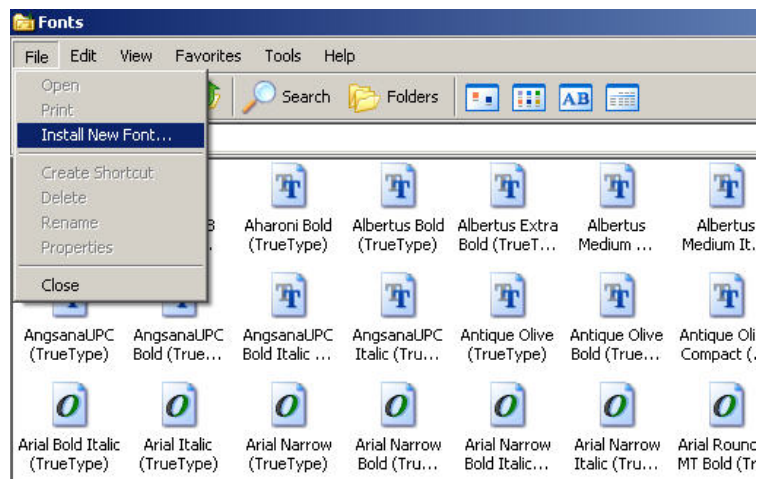 Fonts
File Edit View Favorites Tools Help
Open
Print
Install New Font...
Create Shortcut
Delete
Rename
Properties
Close
Search Folders
AB
Aharoni Bold Albertus Bold Albertus Extra Albertus Albertus
(TrueType) (TrueType) Bold (TrueT... Medium ... Medium It.
AngsanaUPC AngsanaUPC AngsanaUPC AngsanaUPC Antique Olive Antique Olive Antique Oli
(TrueType) Bold (True... Bold Italic ... Italic (Tru... (TrueType) Bold (True... Compact (.
Arial Bold Italic Arial Italic Arial Narrow Arial Narrow Arial Narrow Arial Narrow Arial Round
(TrueType) (TrueType) (TrueType) Bold (Tru... Bold Italic... Italic (Tru... MT Bold (Tr